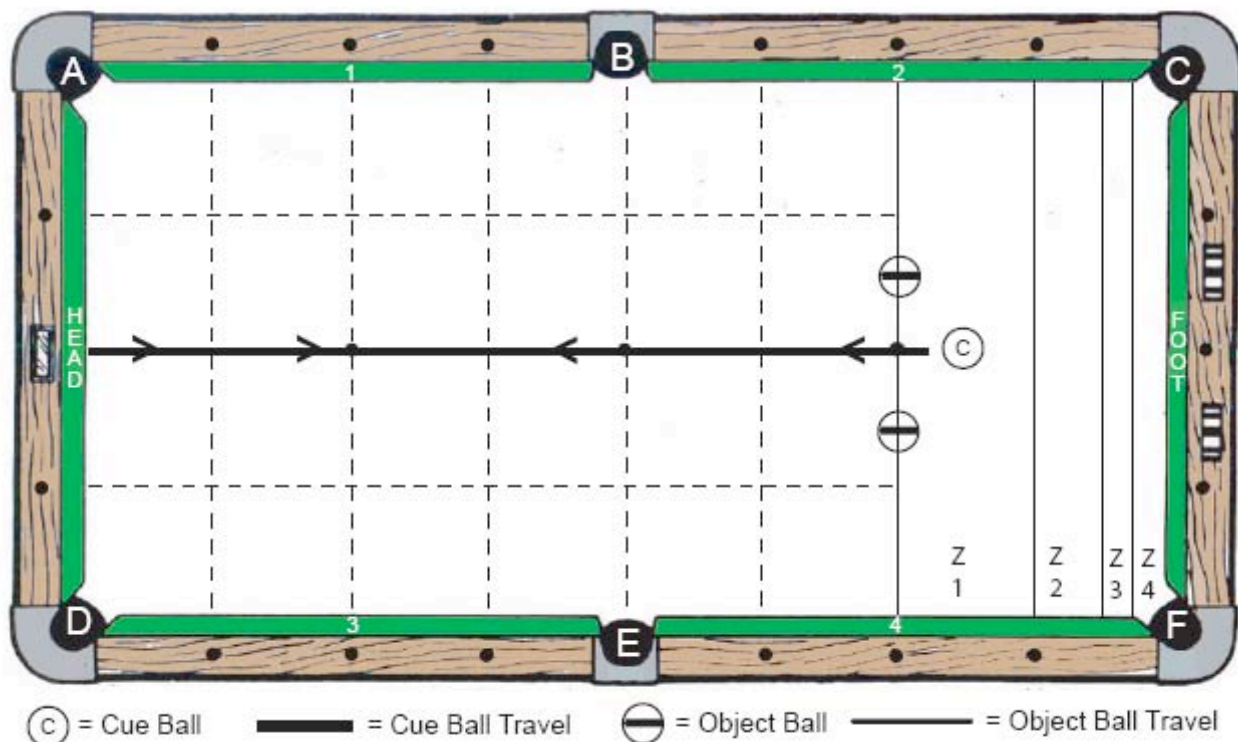 A
B
C
1
2
HEAD
FOOT
C
Z
1
Z
2
Z
3
Z
4
D
E
F
3
4
C = Cue Ball = Cue Ball Travel = Object Ball = Object Ball Travel